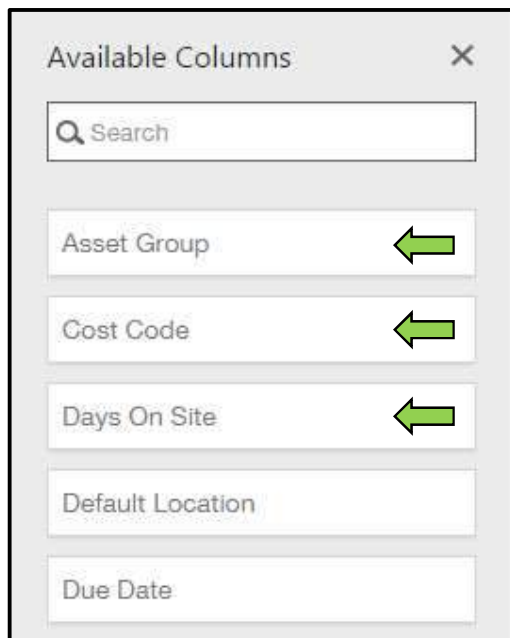 Available Columns
Search
Asset Group
Cost Code
Days On Site
Default Location
Due Date